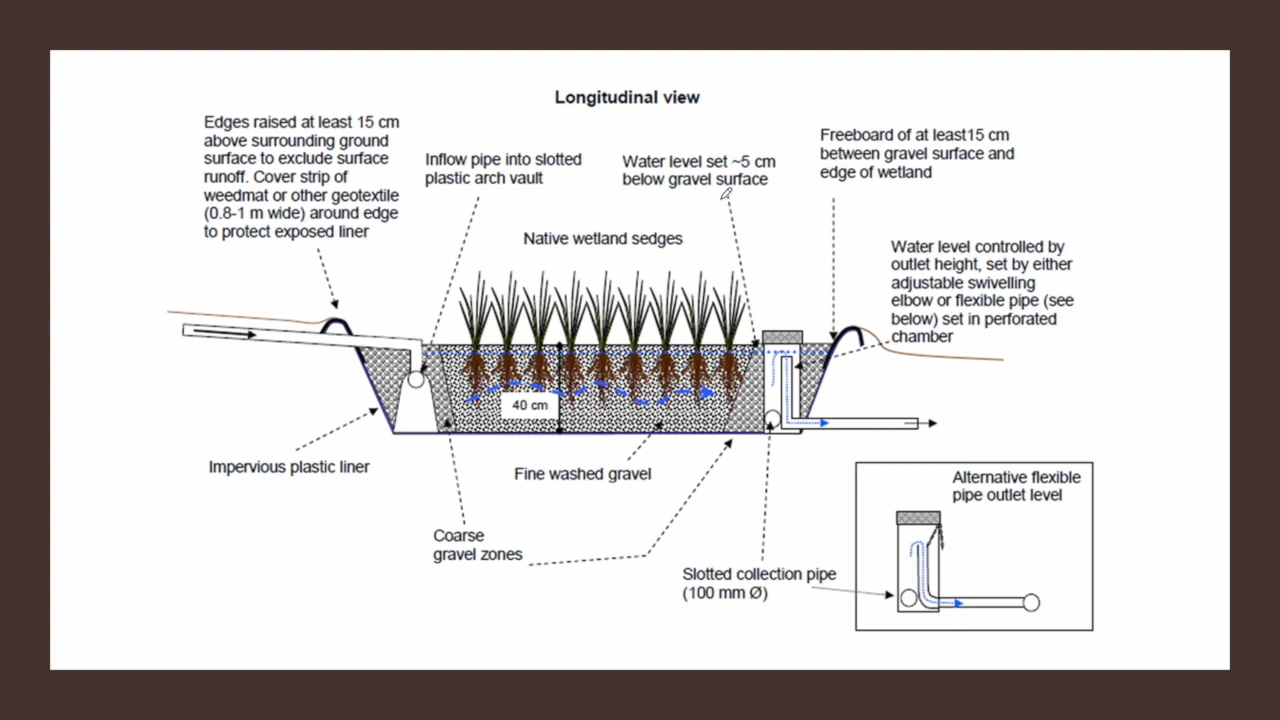 Longitudinal view
Edges raised at least 15 cm
above surrounding ground
surface to exclude surface
runoff. Cover strip of
weedmat or other geotextile
(0.8-1 m wide) around edge
to protect exposed liner
Inflow pipe into slotted
plastic arch vault
Water level set ~5 cm
below gravel surface
Freeboard of at least15 cm
between gravel surface and
edge of wetland
Native wetland sedges
Water level controlled by
outlet height, set by either
adjustable swivelling
elbow or flexible pipe (see
below) set in perforated
chamber
40 cm
Impervious plastic liner
Fine washed gravel
Coarse
gravel zones
Slotted collection pipe
(100 mm Ø)
Alternative flexible
pipe outlet level